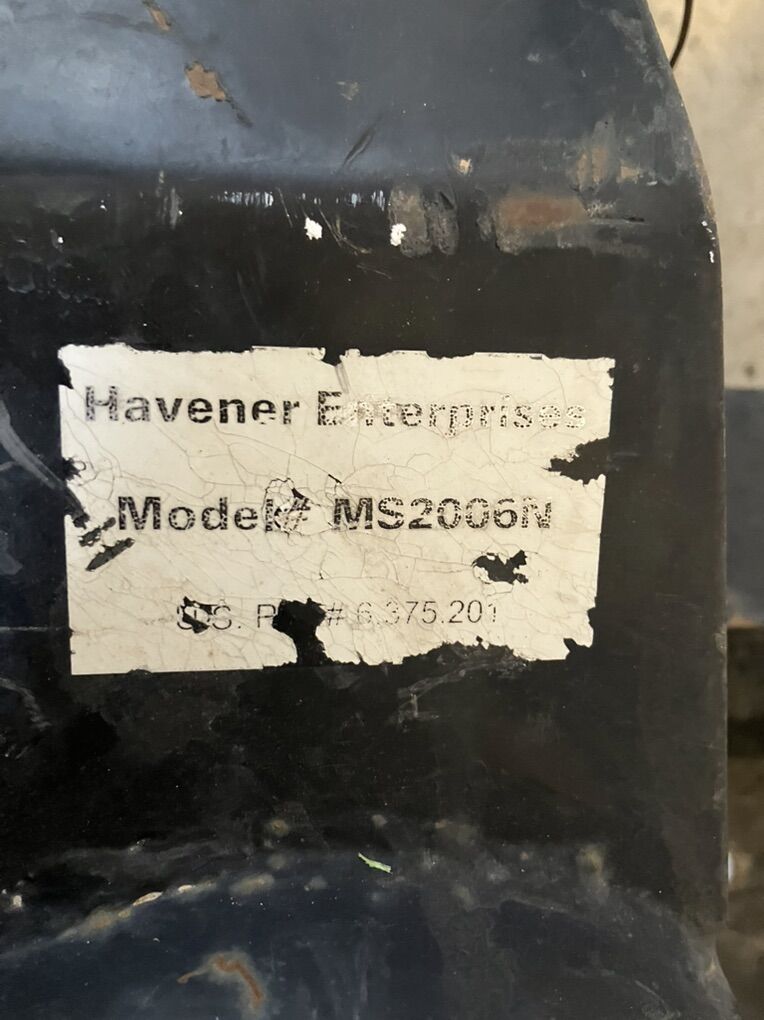 Havener Enterprises
Model# MS2006N
# 6.375.201